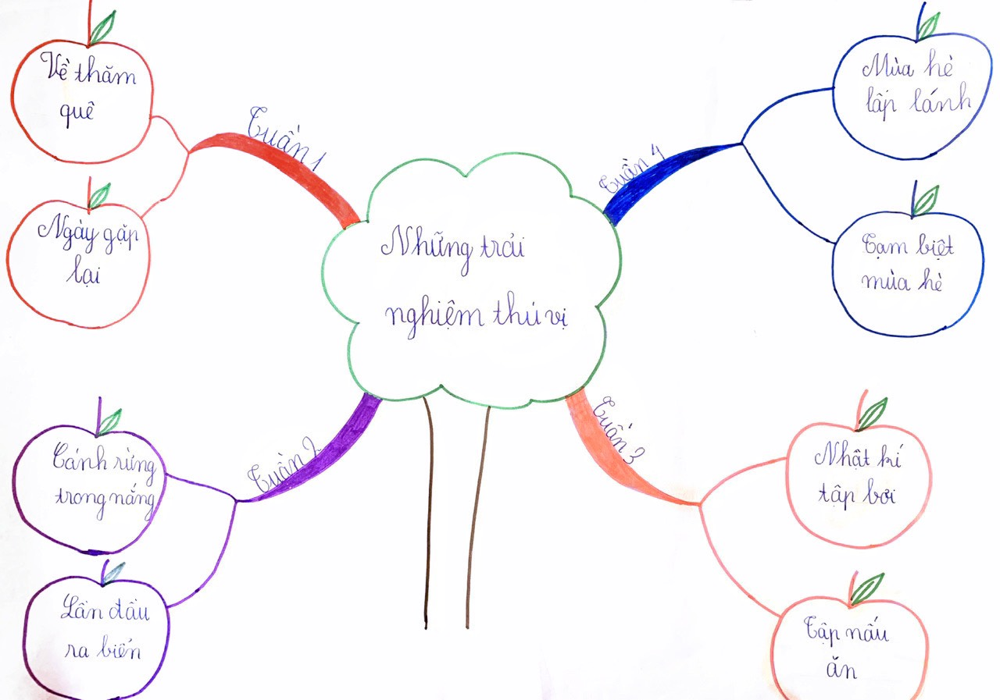 Những trải
nghiệm thú vị
Tuần 1
Về thăm
quê
Ngày gặp
lại
Tuần 2
Cánh rừng
trong nắng
Lần đầu
ra biển
Tuần 3
Nhật kí
tập bơi
Tập nấu
ăn
Tuần 4
Mùa hè
lấp lánh
Tạm biệt
mùa hè